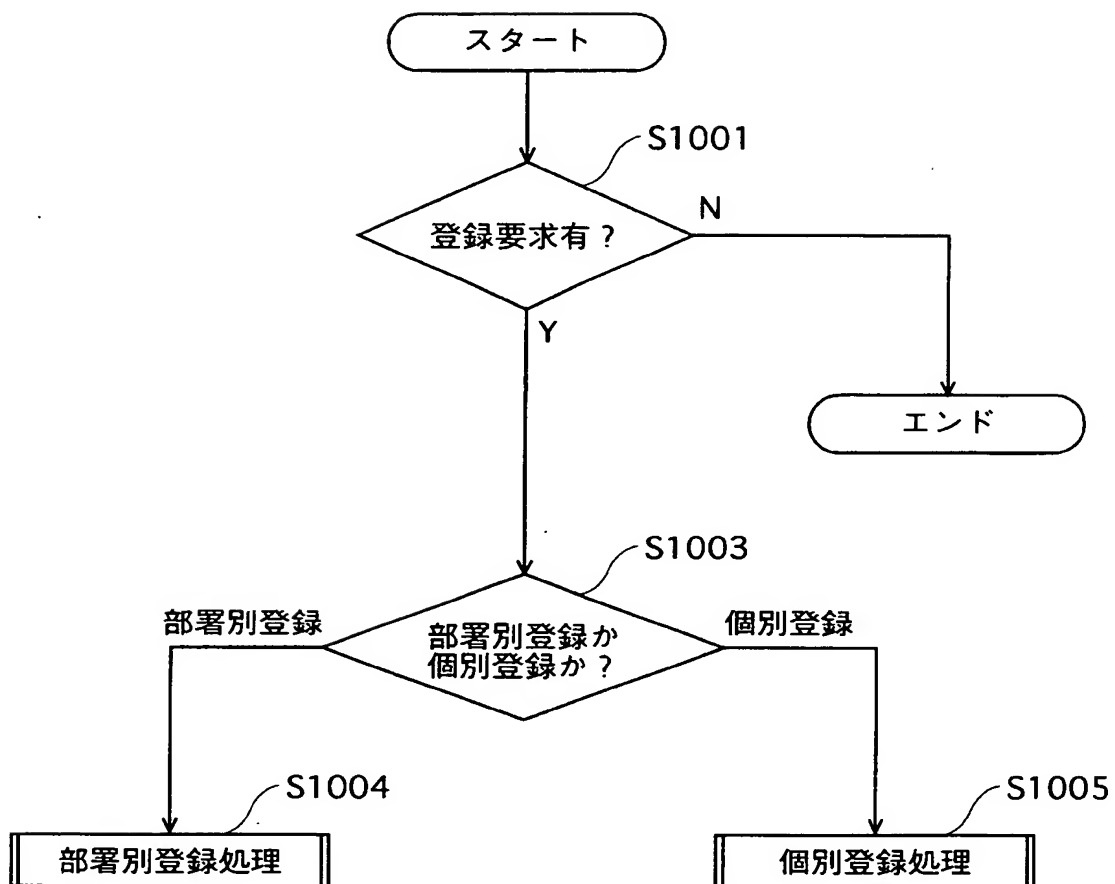 スタート
S1001
登録要求有?
N
Y
エンド
S1003
部署別登録
部署別登録か
個別登録か?
個別登録
S1004
S1005
部署別登録処理
個別登録処理